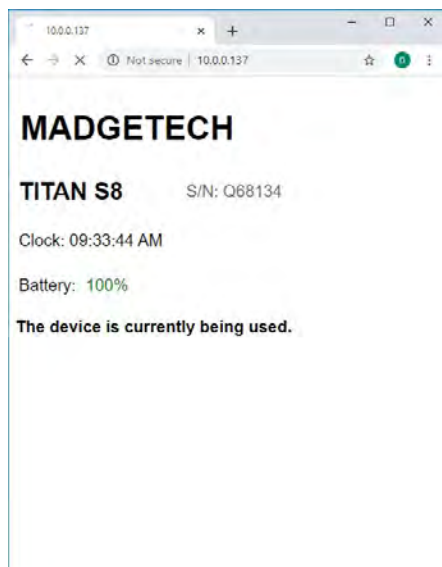 10.0.0.137
Not secure | 10.0.0.137
MADGETECH
TITAN S8 S/N: Q68134
Clock: 09:33:44 AM
Battery: 100%
The device is currently being used.